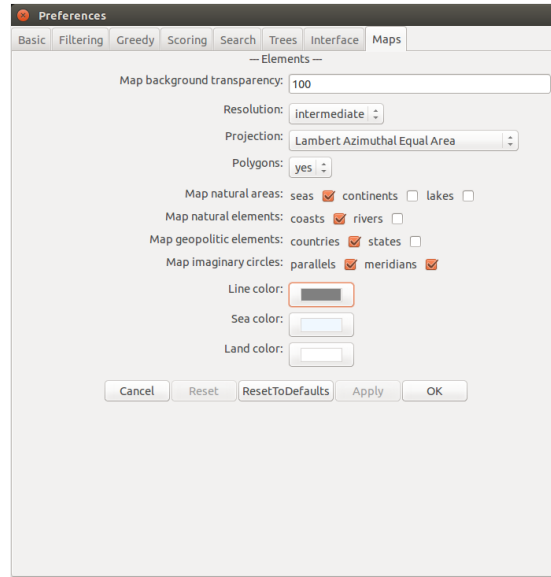 Preferences
Basic Filtering Greedy Scoring Search Trees Interface Maps
— Elements —
Map background transparency: 100
Resolution: intermediate
Projection: Lambert Azimuthal Equal Area
Polygons: yes
Map natural areas: seas continents lakes
Map natural elements: coasts rivers
Map geopolitic elements: countries states
Map imaginary circles: parallels meridians
Line color:
Sea color:
Land color:
Cancel Reset ResetToDefaults Apply OK